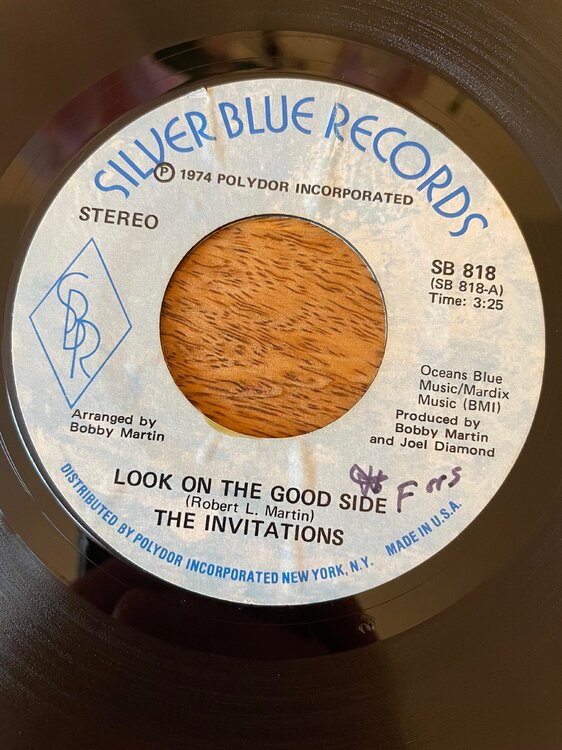 SILVER BLUE RECORDS
Ⓟ 1974 POLYDOR INCORPORATED
STEREO
SB 818
(SB 818-A)
Time: 3:25
SBR
Oceans Blue
Music/Mardix
Music (BMI)
Produced by
Bobby Martin
and Joel Diamond
Arranged by
Bobby Martin
LOOK ON THE GOOD SIDE
(Robert L. Martin)
THE INVITATIONS
DISTRIBUTED BY POLYDOR INCORPORATED NEW YORK, N.Y. MADE IN U.S.A.